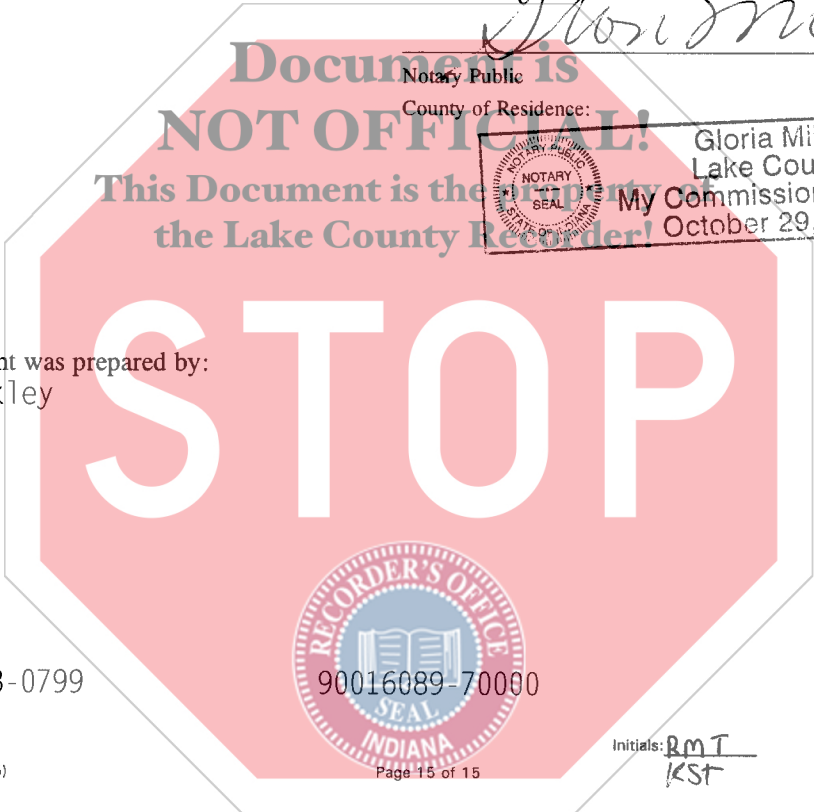 Document is
Notary Public
NOT OFFICIAL!
County of Residence:
NOTARY PUBLIC
NOTARY
SEAL
STATE OF INDIANA
Gloria Mi
Lake Cou
My Commission
October 29,
This Document is the property of
the Lake County Recorder!
STOP
nt was prepared by:
kley
RECORDER'S OFFICE
SEAL
INDIANA
-0799
90016089-70000
Initials: RMT
KST
Page 15 of 15